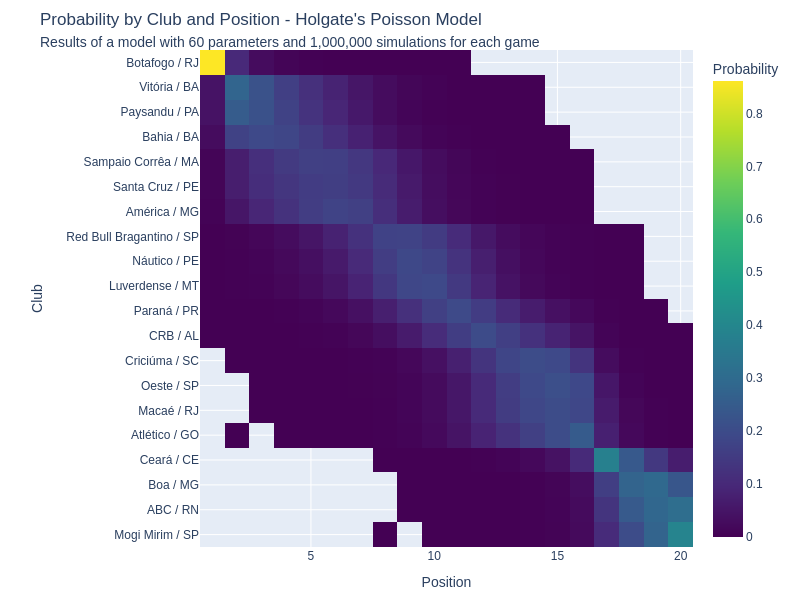 Probability by Club and Position - Holgate's Poisson Model
Results of a model with 60 parameters and 1,000,000 simulations for each game
Botafogo / RJ
Vitória / BA
Paysandu / PA
Bahia / BA
Sampaio Corrêa / MA
Santa Cruz / PE
América / MG
Red Bull Bragantino / SP
Náutico / PE
Luverdense / MT
Paraná / PR
CRB / AL
Criciúma / SC
Oeste / SP
Macaé / RJ
Atlético / GO
Ceará / CE
Boa / MG
ABC / RN
Mogi Mirim / SP
Club
5
10
15
20
Position
Probability
0.8
0.7
0.6
0.5
0.4
0.3
0.2
0.1
0